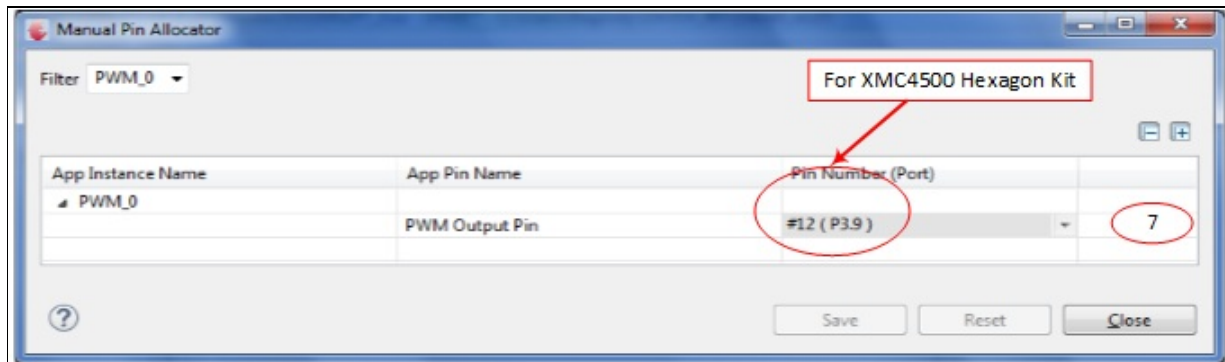 Manual Pin Allocator
Filter PWM_0
For XMC4500 Hexagon Kit
App Instance Name App Pin Name Pin Number (Port)
PWM_0
PWM Output Pin #12 ( P3.9 ) 7
? Save Reset Close